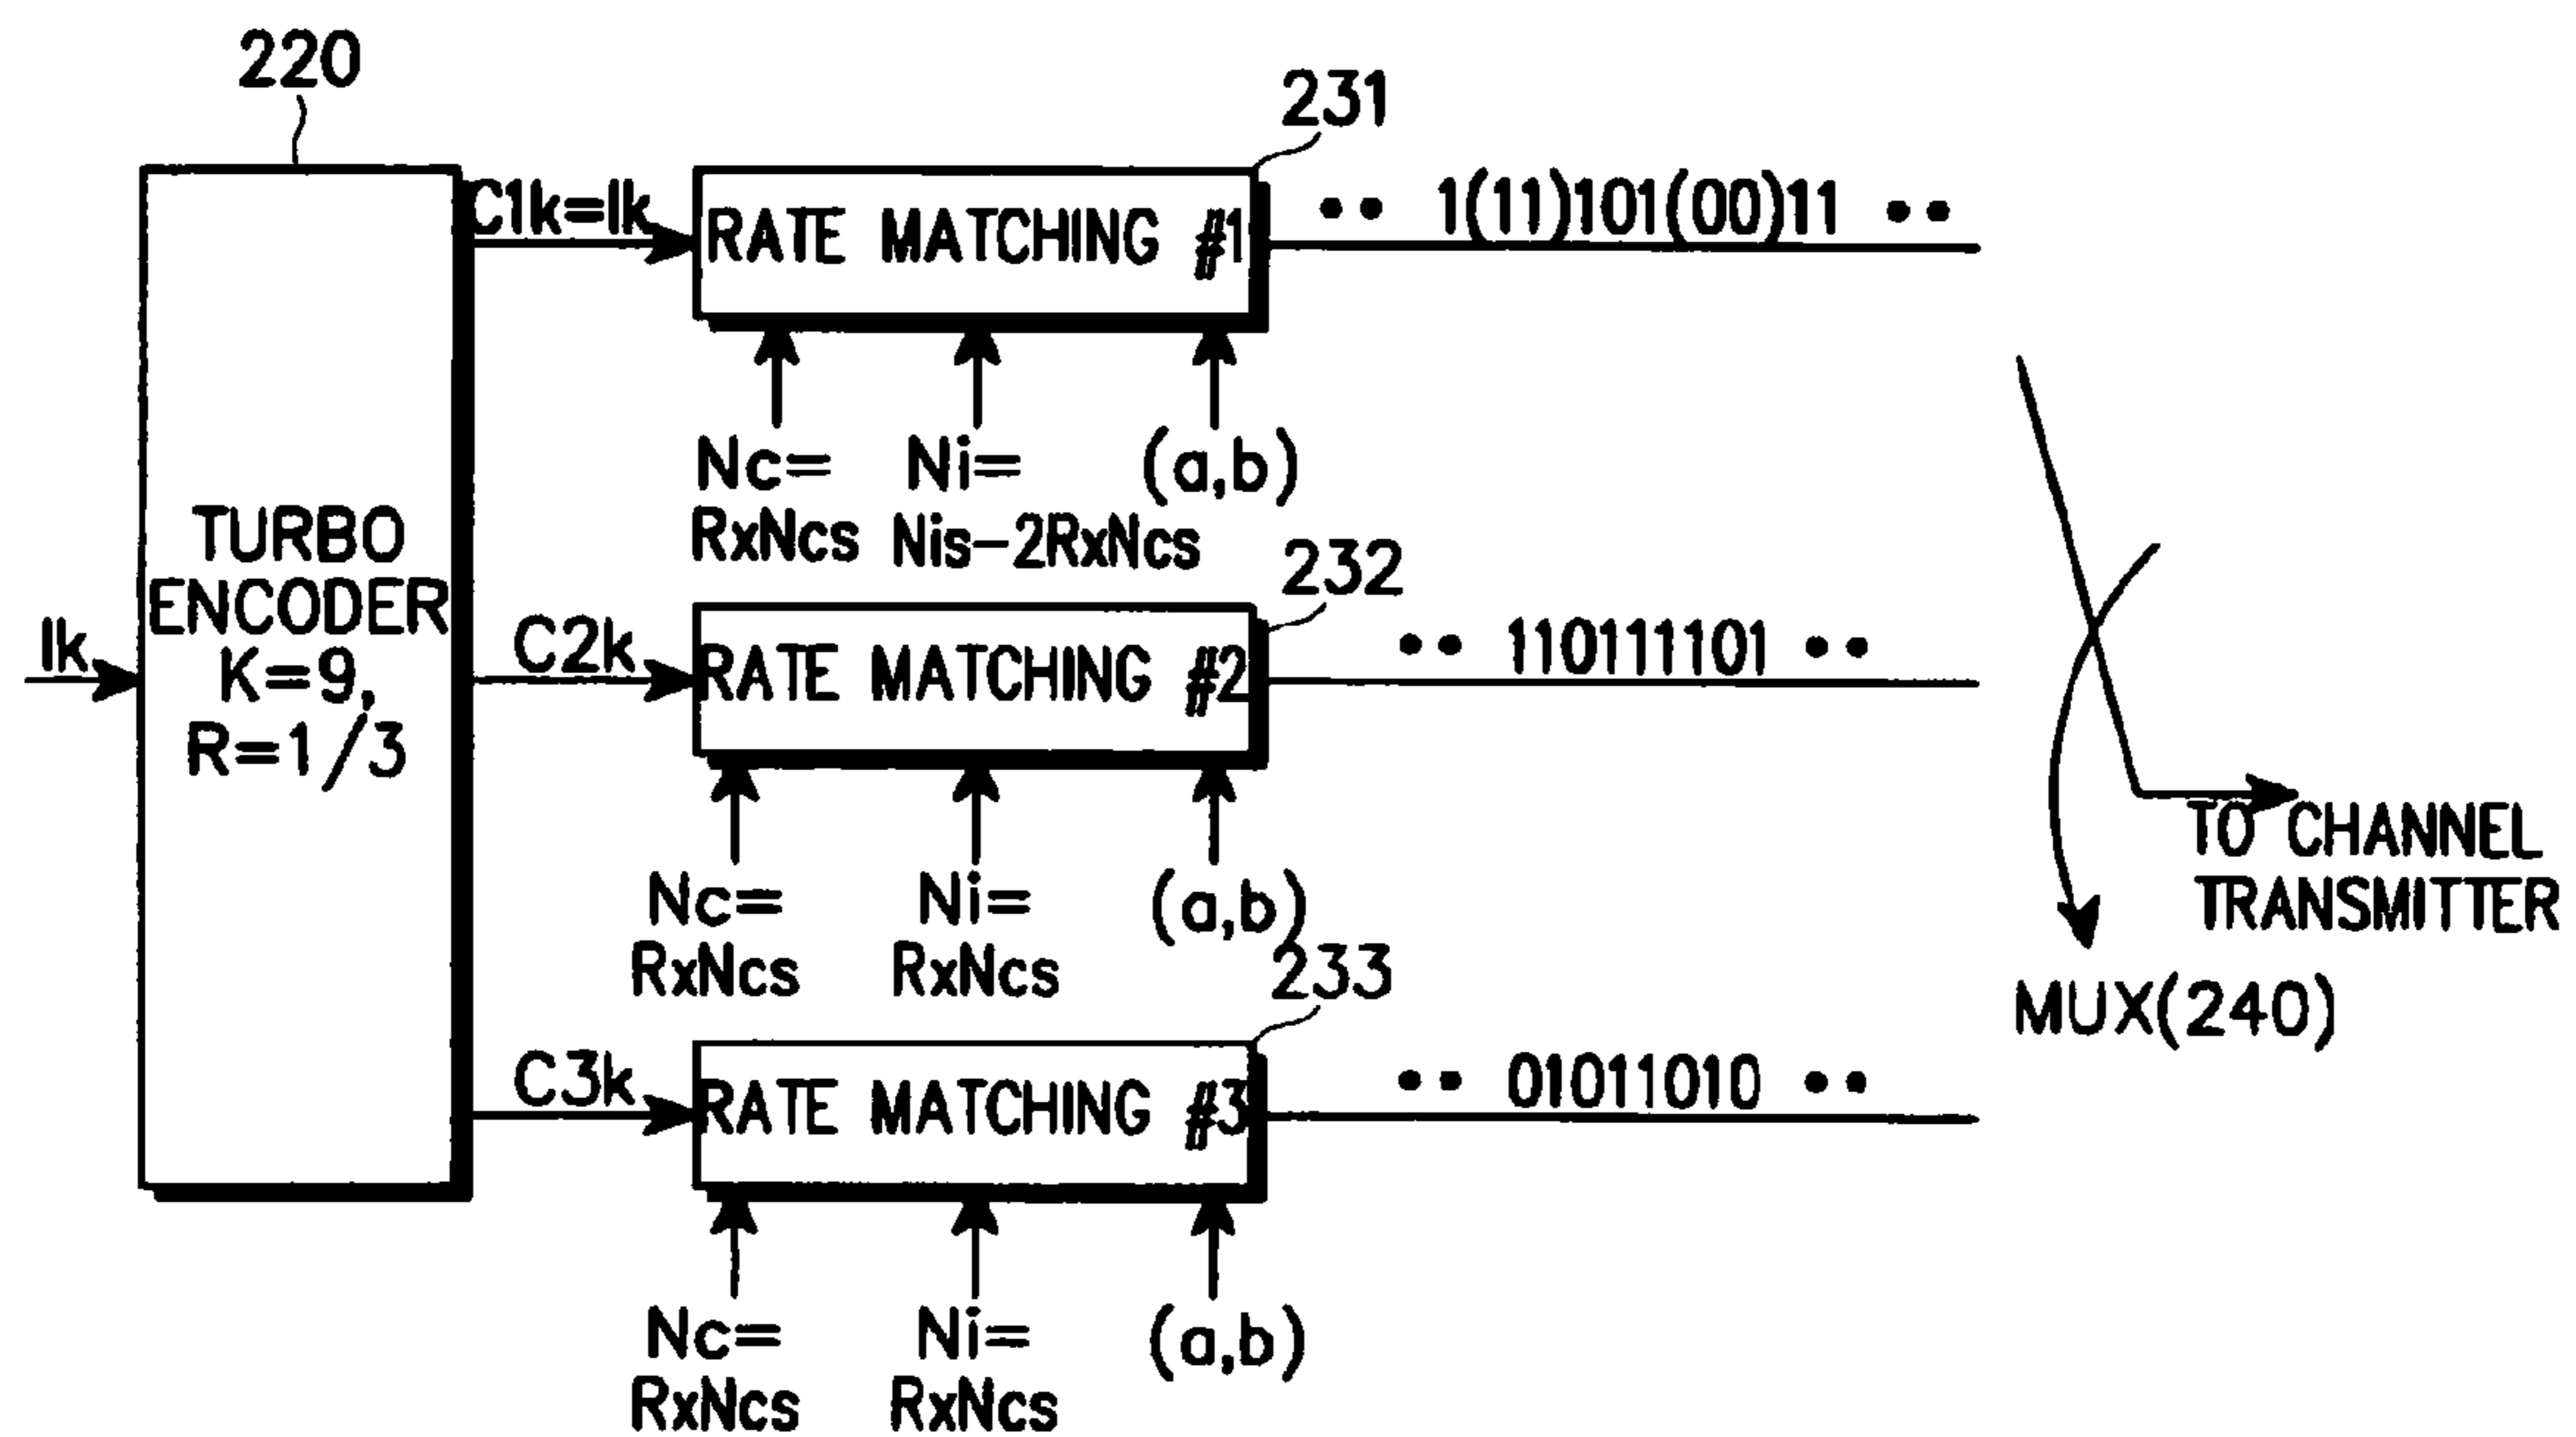 220
231
C1k=Ik
RATE MATCHING #1
•• 1(11)101(00)11 ••
Nc=
RxNcs
Ni=
Nis-2RxNcs
(a,b)
TURBO
ENCODER
K=9,
R=1/3
Ik
232
C2k
RATE MATCHING #2
•• 110111101 ••
Nc=
RxNcs
Ni=
RxNcs
(a,b)
TO CHANNEL
TRANSMITTER
MUX(240)
233
C3k
RATE MATCHING #3
•• 01011010 ••
Nc=
RxNcs
Ni=
RxNcs
(a,b)